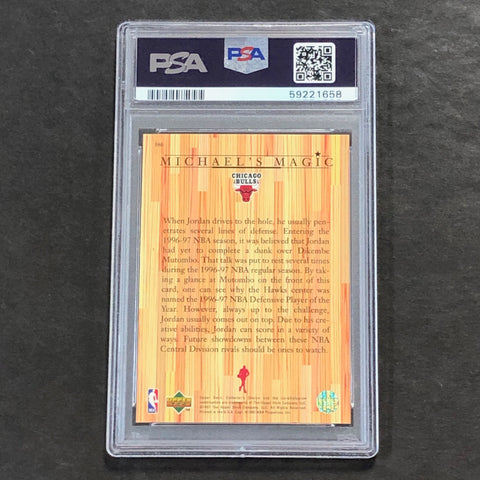 PSA
PSA
59221658
MICHAEL'S MAGIC
CHICAGO
BULLS
When Jordan drives to the hole, he usually pen-
etrates several lines of defense. Entering the
1996-97 NBA season, it was believed that Jordan
had yet to complete a dunk over Dikembe
Mutombo. That talk was put to rest several times
during the 1996-97 NBA regular season. By tak-
ing a glance at Mutombo on the front of this
card, one can see why the Hawks center was
named the 1996-97 NBA Defensive Player of the
Year. However, always up to the challenge,
Jordan usually comes out on top. Due to his cre-
ative abilities, Jordan can score in a variety of
ways. Future showdowns between these NBA
Central Division rivals should be ones to watch.
UPPER
DECK